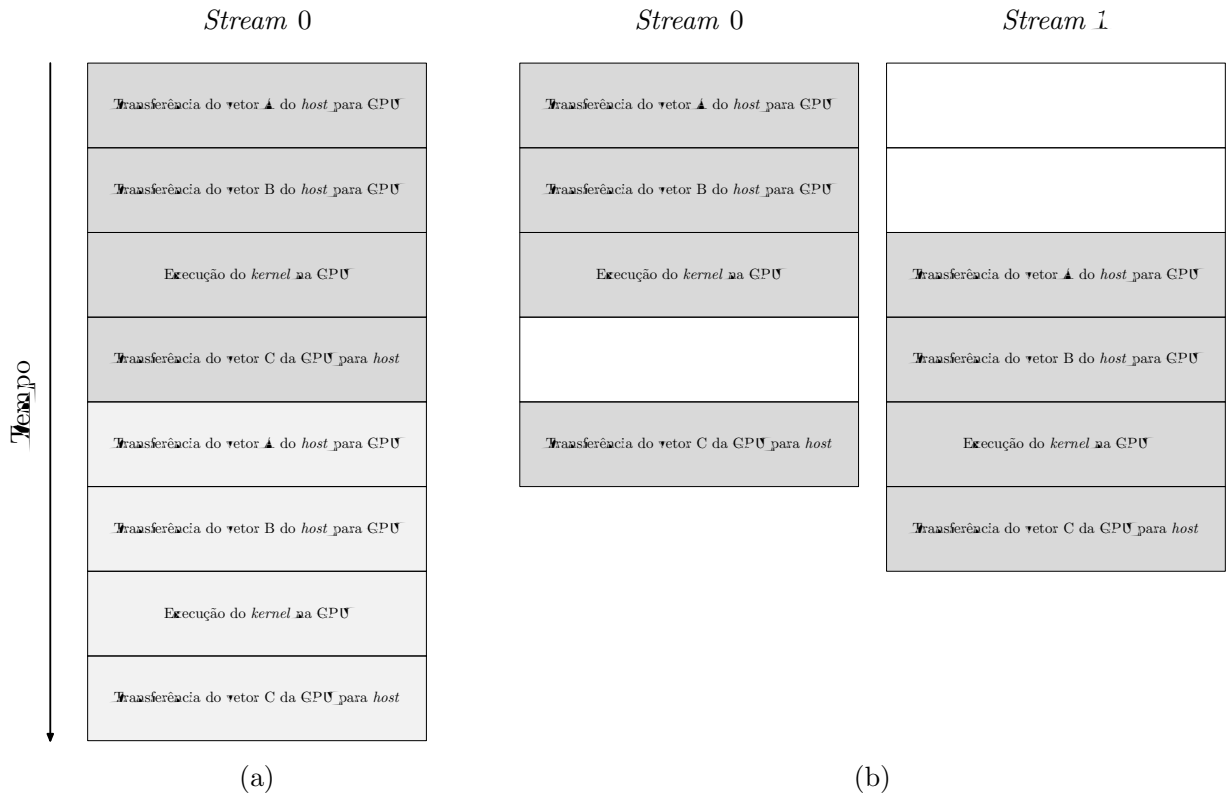 Stream 0
Stream 0
Stream 1
Tempo
Transferência do vetor A do host para GPU
Transferência do vetor B do host para GPU
Execução do kernel na GPU
Transferência do vetor C da GPU para host
Transferência do vetor A do host para GPU
Transferência do vetor B do host para GPU
Execução do kernel na GPU
Transferência do vetor C da GPU para host
(a)
Transferência do vetor A do host para GPU
Transferência do vetor B do host para GPU
Execução do kernel na GPU
Transferência do vetor C da GPU para host
Transferência do vetor A do host para GPU
Transferência do vetor B do host para GPU
Execução do kernel na GPU
Transferência do vetor C da GPU para host
(b)